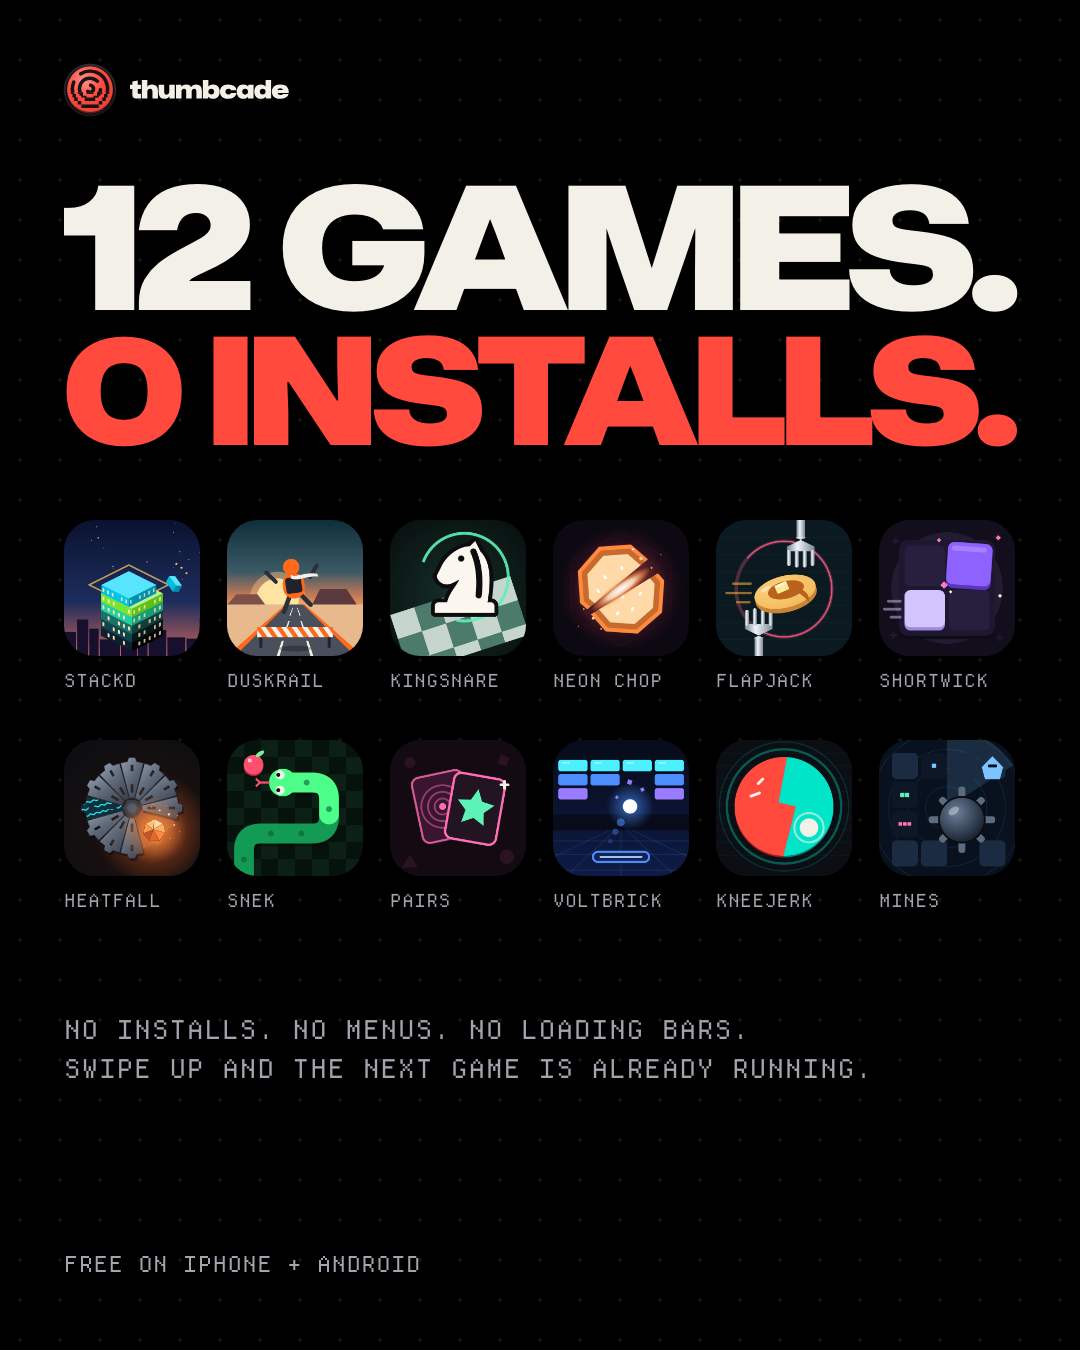 thumbcade
12 GAMES.
0 INSTALLS.
STACKD
DUSKRAIL
KINGSNARE
NEON CHOP
FLAPJACK
SHORTWICK
HEATFALL
SNEK
PAIRS
VOLTBRICK
KNEEJERK
MINES
NO INSTALLS. NO MENUS. NO LOADING BARS.
SWIPE UP AND THE NEXT GAME IS ALREADY RUNNING.
FREE ON IPHONE + ANDROID